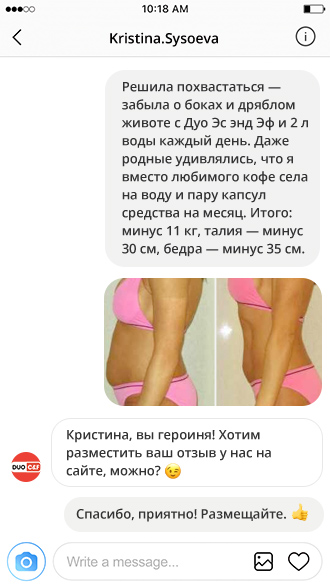 10:18 AM
Kristina.Sysoeva
Решила похвастаться —
забыла о боках и дряблом
животе с Дуо Эс энд Эф и 2 л
воды каждый день. Даже
родные удивлялись, что я
вместо любимого кофе села
на воду и пару капсул
средства на месяц. Итого:
минус 11 кг, талия — минус
30 см, бедра — минус 35 см.
Кристина, вы героиня! Хотим
разместить ваш отзыв у нас на
сайте, можно? 😉
DUO C&F
Спасибо, приятно! Размещайте. 👍
Write a message...